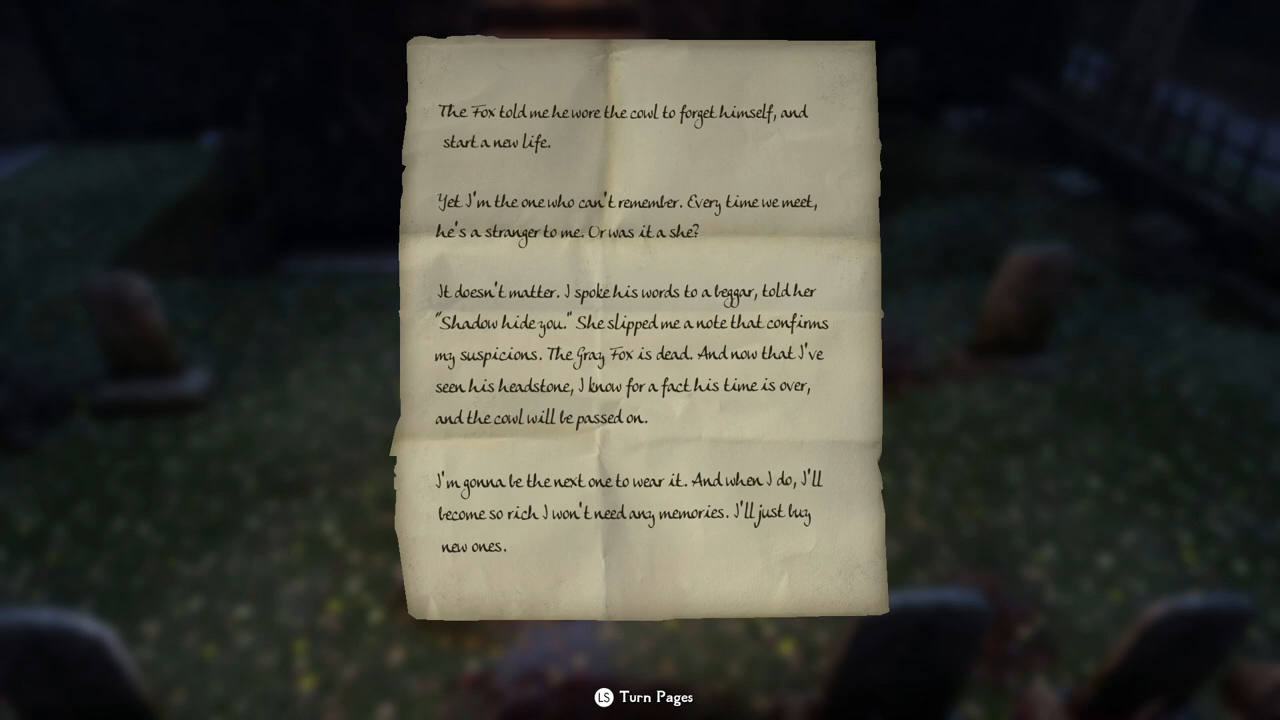 The Fox told me he wore the cowl to forget himself, and
start a new life.
Yet I'm the one who can't remember. Every time we meet,
he's a stranger to me. Or was it a she?
It doesn't matter. I spoke his words to a beggar, told her
"Shadow hide you." She slipped me a note that confirms
my suspicions. The Gray Fox is dead. And now that I've
seen his headstone, I know for a fact his time is over,
and the cowl will be passed on.
I'm gonna be the next one to wear it. And when I do, I'll
become so rich I won't need any memories. I'll just buy
new ones.
LS Turn Pages